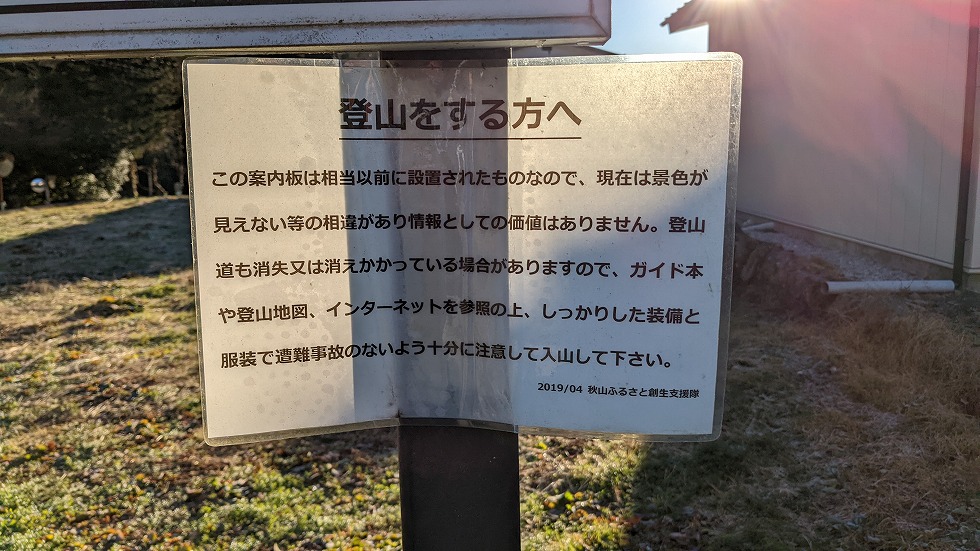 登山をする方へ
この案内板は相当以前に設置されたものなので、現在は景色が
見えない等の相違があり情報としての価値はありません。登山
道も消失又は消えかかっている場合がありますので、ガイド本
や登山地図、インターネットを参照の上、しっかりした装備と
服装で遭難事故のないよう十分に注意して入山して下さい。
2019/04 秋山ふるさと創生支援隊